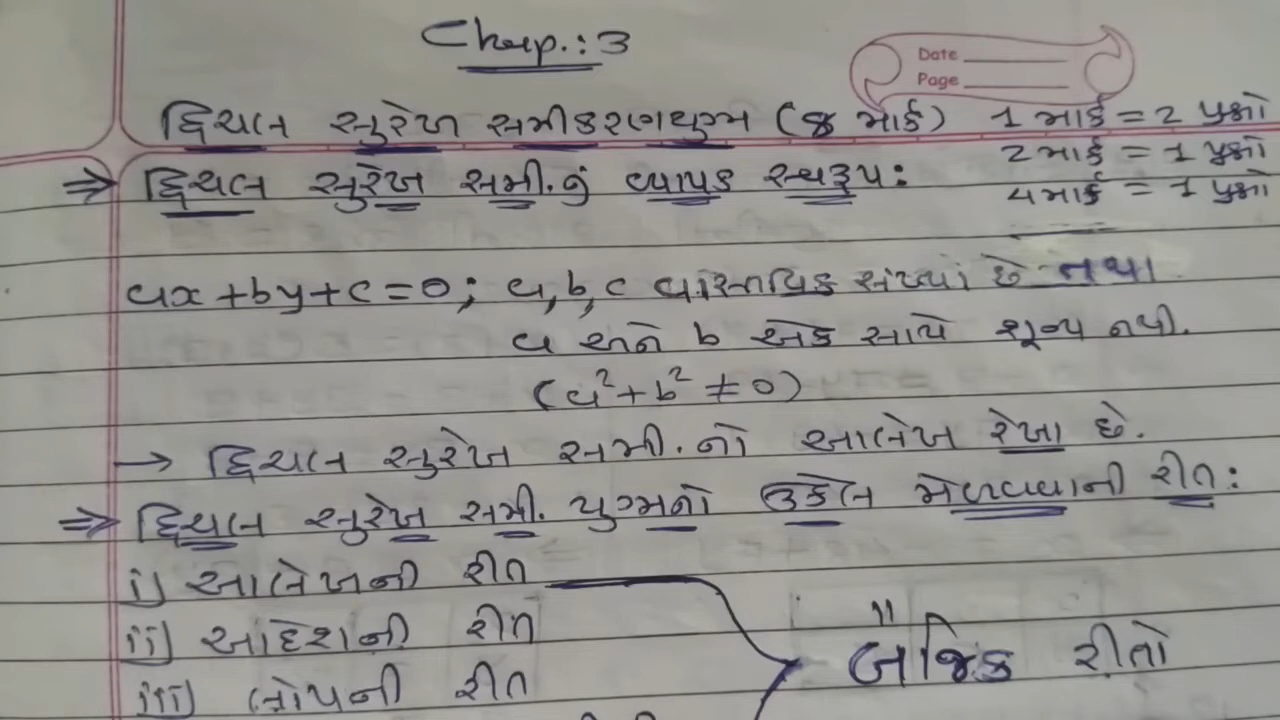 Chap.: 3
Date
Page
દ્વિચલ સુરેખ સમીકરણયુગ્મ (8 માર્ક) 1 માર્ક = 2 પ્રશ્નો
2 માર્ક = 1 પ્રશ્નો
4 માર્ક = 1 પ્રશ્નો
⇒ દ્વિચલ સુરેખ સમી.નું વ્યાપક સ્વરૂપ:
ax + by + c = 0; a, b, c વાસ્તવિક સંખ્યા છે તથા
a અને b એક સાથે શૂન્ય નથી.
(a² + b² ≠ 0)
→ દ્વિચલ સુરેખ સમી.નો આલેખ રેખા છે.
⇒ દ્વિચલ સુરેખ સમી. યુગ્મનો ઉકેલ મેળવવાની રીત:
i) આલેખની રીત
ii) આદેશની રીત
"બૈજિક રીતો
iii) લોપની રીત